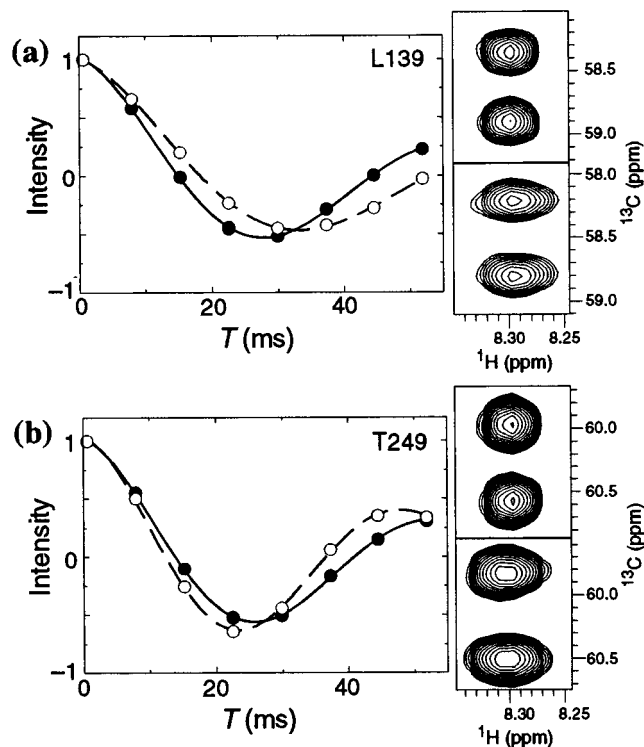 (a)
L139
Intensity
1
0
−1
0
20
40
T (ms)
58.5
59.0
58.0
58.5
59.0
¹³C (ppm)
8.30
8.25
¹H (ppm)
(b)
T249
Intensity
1
0
−1
0
20
40
T (ms)
60.0
60.5
60.0
60.5
¹³C (ppm)
8.30
8.25
¹H (ppm)